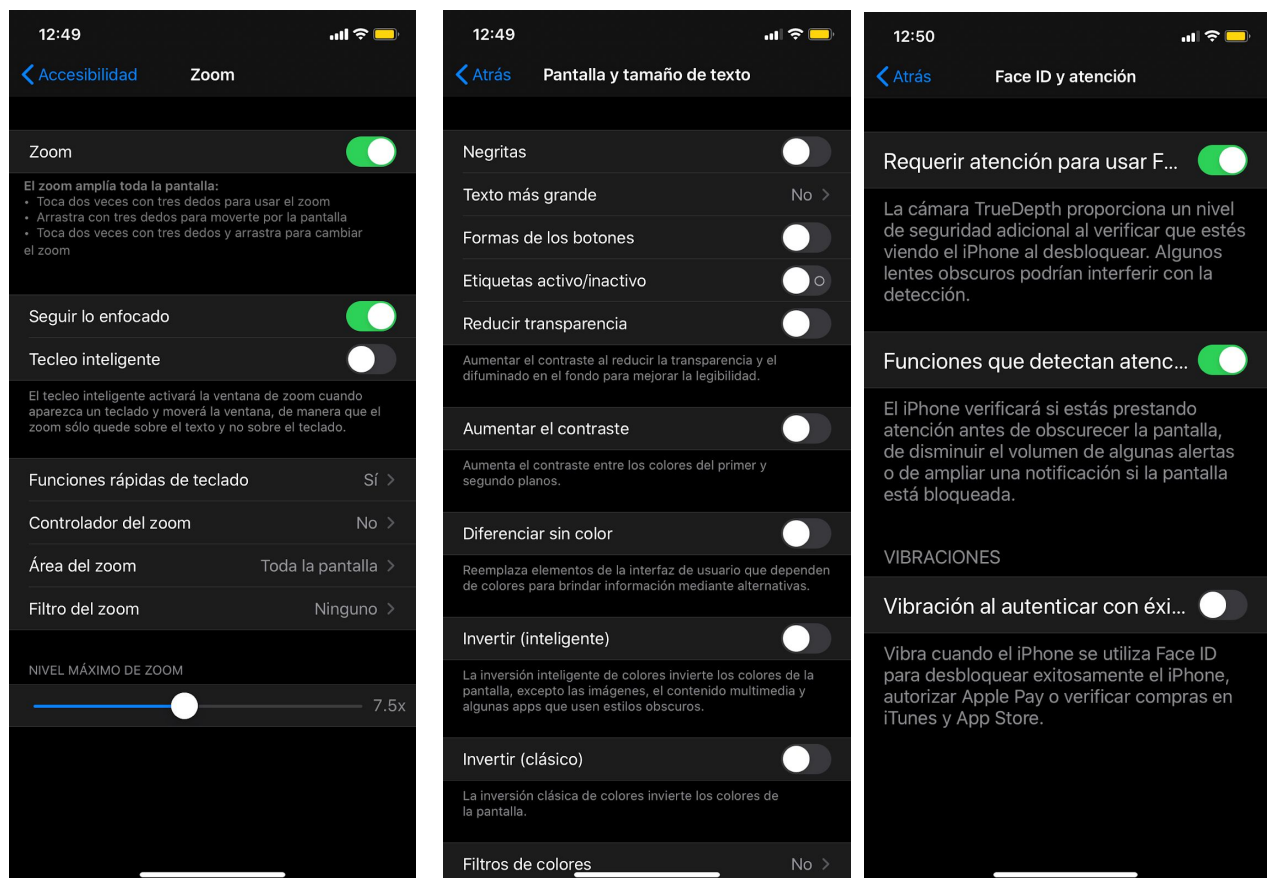 12:49
Accesibilidad Zoom
Zoom
El zoom amplía toda la pantalla:
• Toca dos veces con tres dedos para usar el zoom
• Arrastra con tres dedos para moverte por la pantalla
• Toca dos veces con tres dedos y arrastra para cambiar
el zoom
Seguir lo enfocado
Tecleo inteligente
El tecleo inteligente activará la ventana de zoom cuando
aparezca un teclado y moverá la ventana, de manera que el
zoom sólo quede sobre el texto y no sobre el teclado.
Funciones rápidas de teclado Sí
Controlador del zoom No
Área del zoom Toda la pantalla
Filtro del zoom Ninguno
NIVEL MÁXIMO DE ZOOM
7.5x
12:49
Atrás Pantalla y tamaño de texto
Negritas
Texto más grande No
Formas de los botones
Etiquetas activo/inactivo
Reducir transparencia
Aumentar el contraste al reducir la transparencia y el
difuminado en el fondo para mejorar la legibilidad.
Aumentar el contraste
Aumenta el contraste entre los colores del primer y
segundo planos.
Diferenciar sin color
Reemplaza elementos de la interfaz de usuario que dependen
de colores para brindar información mediante alternativas.
Invertir (inteligente)
La inversión inteligente de colores invierte los colores de la
pantalla, excepto las imágenes, el contenido multimedia y
algunas apps que usen estilos obscuros.
Invertir (clásico)
La inversión clásica de colores invierte los colores de
la pantalla.
Filtros de colores No
12:50
Atrás Face ID y atención
Requerir atención para usar F...
La cámara TrueDepth proporciona un nivel
de seguridad adicional al verificar que estés
viendo el iPhone al desbloquear. Algunos
lentes obscuros podrían interferir con la
detección.
Funciones que detectan atenc...
El iPhone verificará si estás prestando
atención antes de obscurecer la pantalla,
de disminuir el volumen de algunas alertas
o de ampliar una notificación si la pantalla
está bloqueada.
VIBRACIONES
Vibración al autenticar con éxi...
Vibra cuando el iPhone se utiliza Face ID
para desbloquear exitosamente el iPhone,
autorizar Apple Pay o verificar compras en
iTunes y App Store.